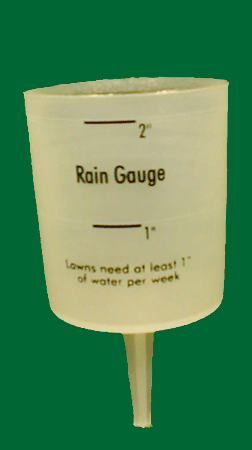 2"
Rain Gauge
1"
Lawns need at least 1"
of water per week